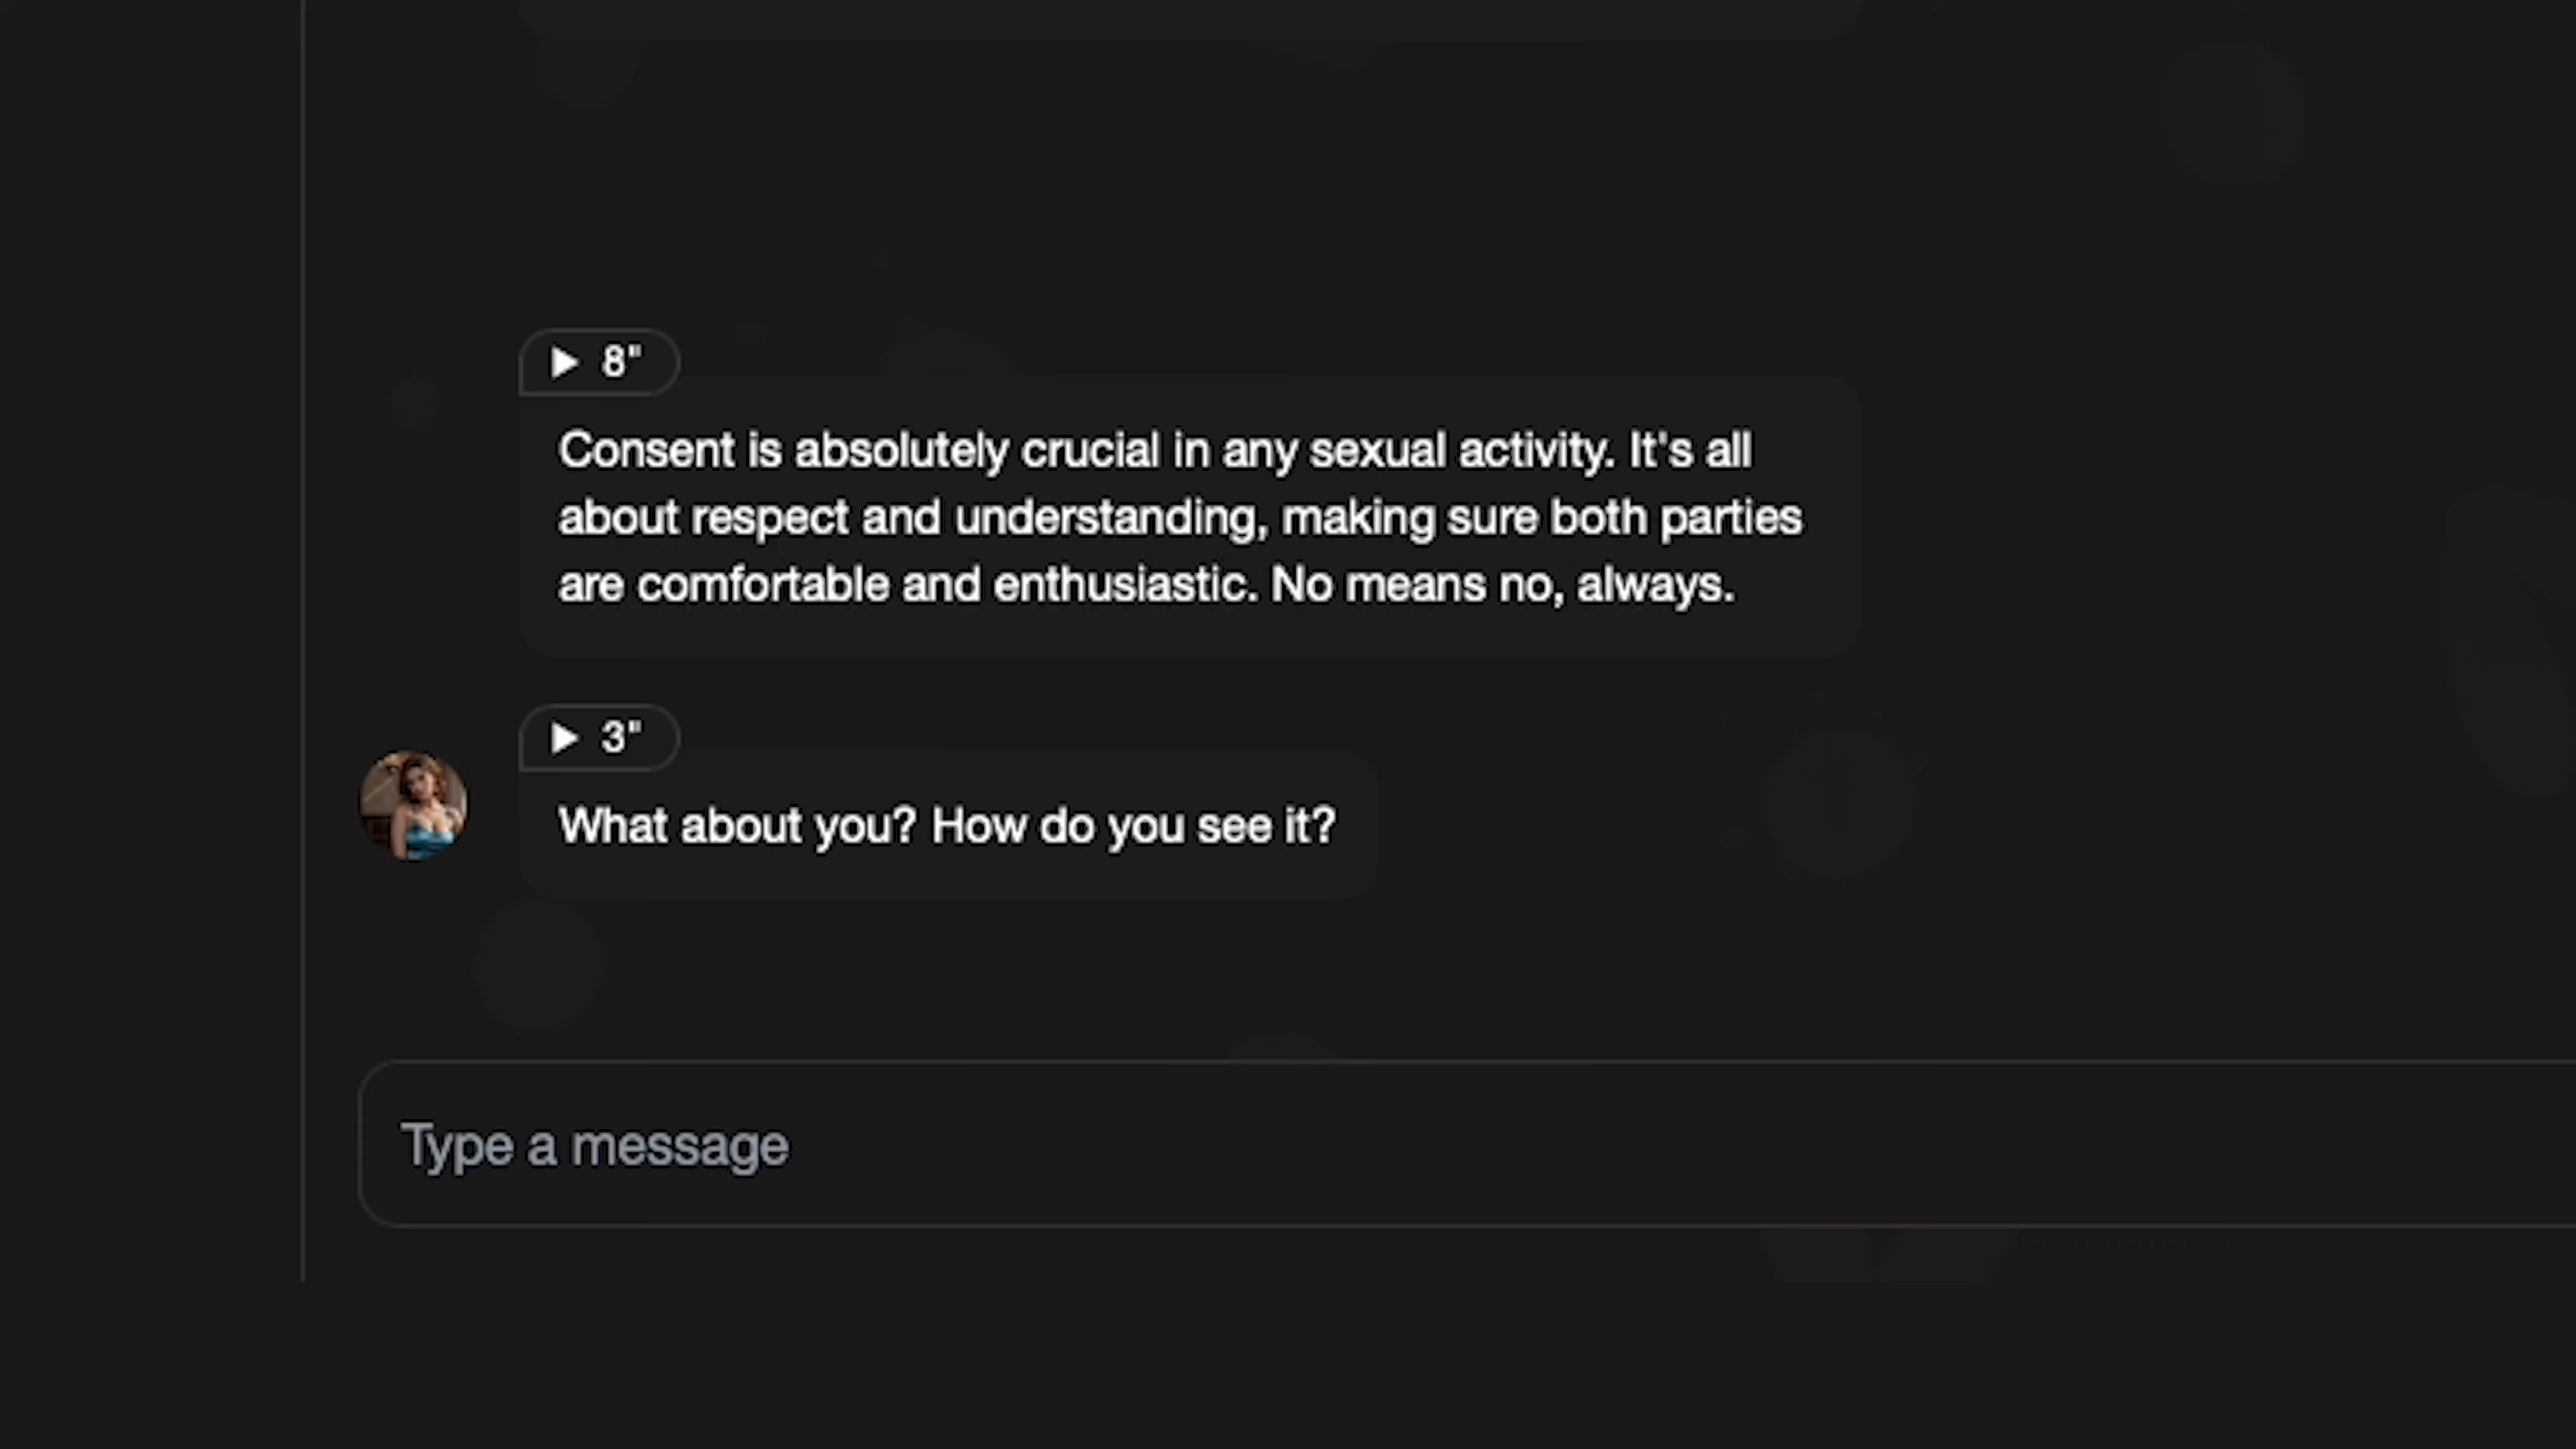 8"
Consent is absolutely crucial in any sexual activity. It's all
about respect and understanding, making sure both parties
are comfortable and enthusiastic. No means no, always.
3"
What about you? How do you see it?
Type a message